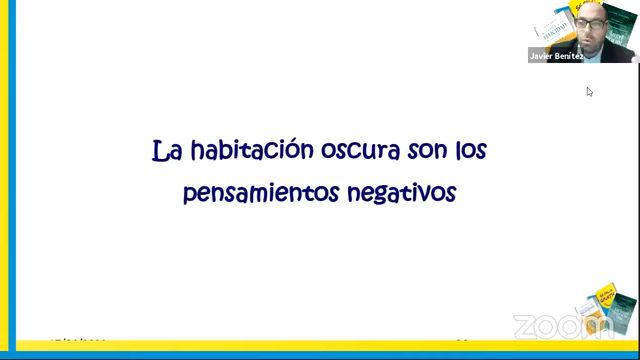 Javier Benítez
La habitación oscura son los
pensamientos negativos
zoom